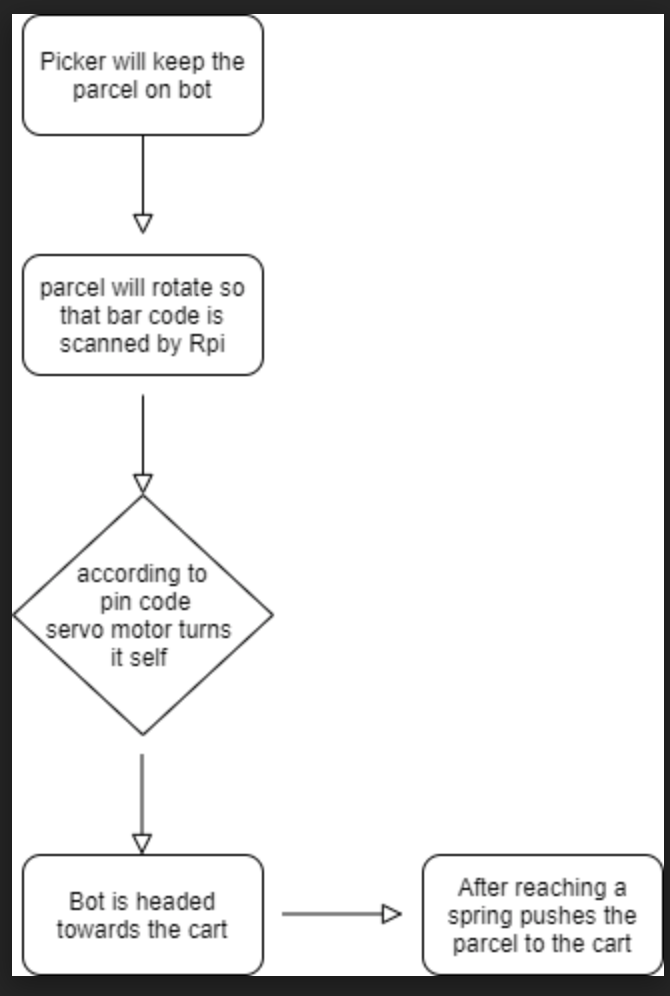 Picker will keep the
parcel on bot
parcel will rotate so
that bar code is
scanned by Rpi
according to
pin code
servo motor turns
it self
Bot is headed
towards the cart
After reaching a
spring pushes the
parcel to the cart